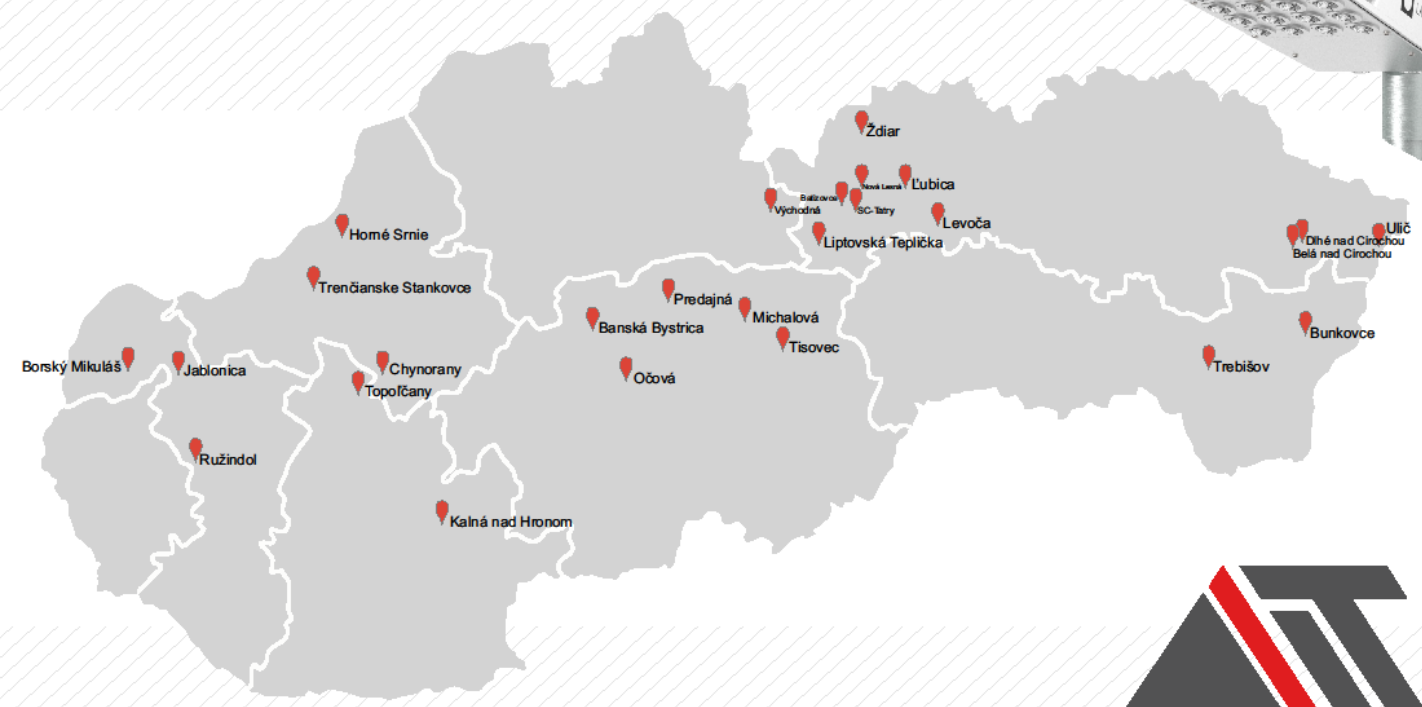 Ždiar
Nová Lesná
Ľubica
Batizovce
SC-Tatry
Východná
Levoča
Horné Srnie
Liptovská Teplička
Ulič
Dlhé nad Cirochou
Belá nad Cirochou
Trenčianske Stankovce
Predajná
Michalová
Banská Bystrica
Bunkovce
Tisovec
Borský Mikuláš
Jablonica
Chynorany
Trebišov
Očová
Topoľčany
Ružindol
Kalná nad Hronom